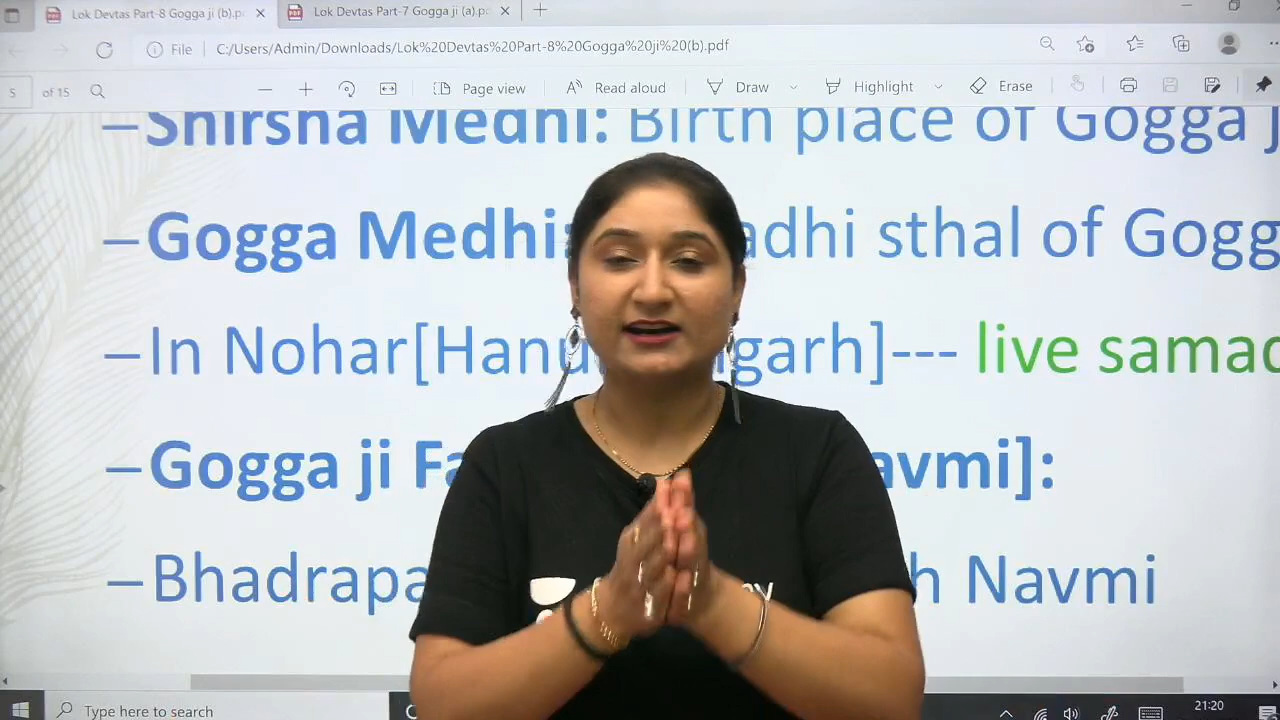 Lok Devtas Part-8 Gogga ji (b).p
Lok Devtas Part-7 Gogga ji (a).p
File C:/Users/Admin/Downloads/Lok%20Devtas%20Part-8%20Gogga%20ji%20(b).pdf
5 of 15 Page view Read aloud Draw Highlight Erase
–Shirsha Medhi: Birth place of Gogga j
–Gogga Medhi: adhi sthal of Gogg
–In Nohar[Hanu garh]--- live samad
–Gogga ji Fa avmi]:
–Bhadrapa h Navmi
Type here to search
21:20